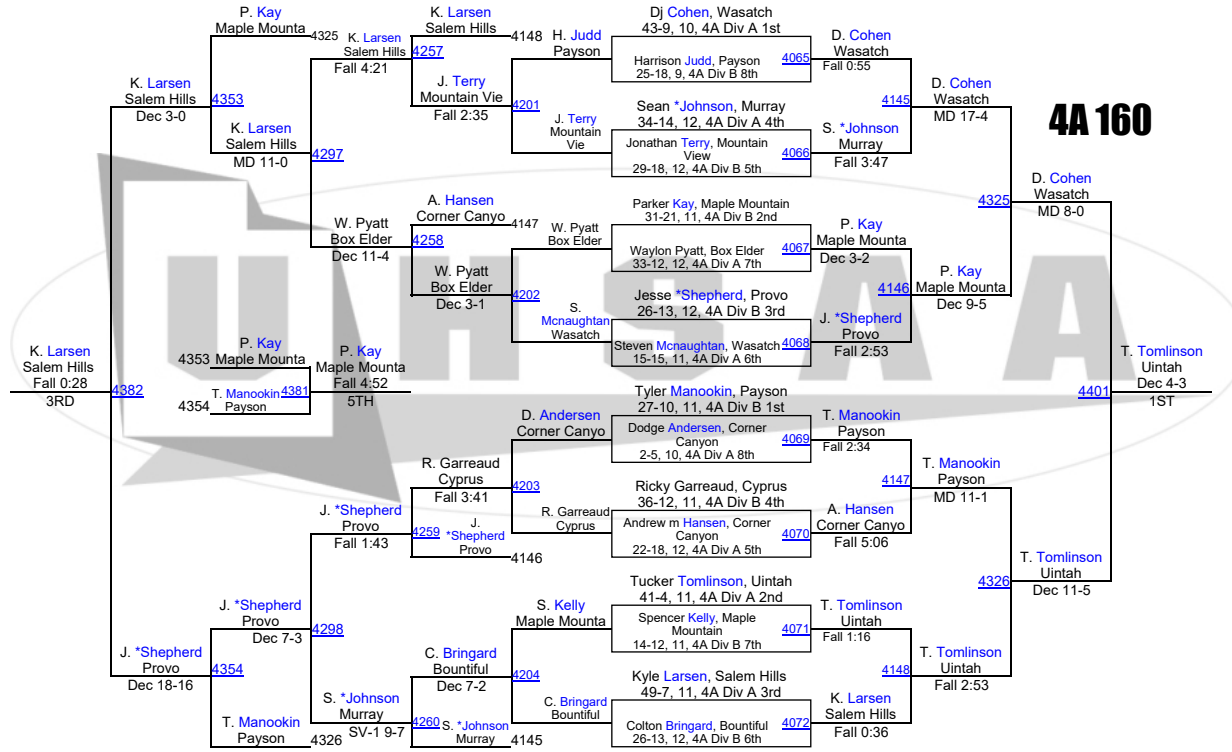 4A 160
P. Kay
Maple Mounta
4325
K. Larsen
Salem Hills
Dec 3-0
4353
K. Larsen
Salem Hills
MD 11-0
K. Larsen
Salem Hills
Fall 4:21
4297
W. Pyatt
Box Elder
Dec 11-4
K. Larsen
Salem Hills
4148
4257
J. Terry
Mountain Vie
Fall 2:35
A. Hansen
Corner Canyo
4147
4258
W. Pyatt
Box Elder
Dec 3-1
H. Judd
Payson
4201
J. Terry
Mountain
Vie
W. Pyatt
Box Elder
4202
S.
Mcnaughtan
Wasatch
Dj Cohen, Wasatch
43-9, 10, 4A Div A 1st
Harrison Judd, Payson
25-18, 9, 4A Div B 8th
4065
Sean *Johnson, Murray
34-14, 12, 4A Div A 4th
Jonathan Terry, Mountain
View
29-18, 12, 4A Div B 5th
4066
Parker Kay, Maple Mountain
31-21, 11, 4A Div B 2nd
Waylon Pyatt, Box Elder
33-12, 12, 4A Div A 7th
4067
Jesse *Shepherd, Provo
26-13, 12, 4A Div B 3rd
Steven Mcnaughtan, Wasatch
15-15, 11, 4A Div A 6th
4068
D. Cohen
Wasatch
Fall 0:55
4145
S. *Johnson
Murray
Fall 3:47
P. Kay
Maple Mounta
Dec 3-2
4146
J. *Shepherd
Provo
Fall 2:53
D. Cohen
Wasatch
MD 17-4
4325
P. Kay
Maple Mounta
Dec 9-5
D. Cohen
Wasatch
MD 8-0
UHSAA
K. Larsen
Salem Hills
Fall 0:28
3RD
4382
4353
P. Kay
Maple Mounta
4354
T. Manookin
Payson
4381
P. Kay
Maple Mounta
Fall 4:52
5TH
4401
T. Tomlinson
Uintah
Dec 4-3
1ST
J. *Shepherd
Provo
Dec 18-16
4354
J. *Shepherd
Provo
Dec 7-3
T. Manookin
Payson
4326
J. *Shepherd
Provo
Fall 1:43
4298
S. *Johnson
Murray
SV-1 9-7
R. Garreaud
Cyprus
Fall 3:41
4259
J.
*Shepherd
Provo
4146
C. Bringard
Bountiful
Dec 7-2
4260
S. *Johnson
Murray
4145
D. Andersen
Corner Canyo
4203
R. Garreaud
Cyprus
S. Kelly
Maple Mounta
4204
C. Bringard
Bountiful
Tyler Manookin, Payson
27-10, 11, 4A Div B 1st
Dodge Andersen, Corner
Canyon
2-5, 10, 4A Div A 8th
4069
Ricky Garreaud, Cyprus
36-12, 11, 4A Div B 4th
Andrew m Hansen, Corner
Canyon
22-18, 12, 4A Div A 5th
4070
Tucker Tomlinson, Uintah
41-4, 11, 4A Div A 2nd
Spencer Kelly, Maple
Mountain
14-12, 11, 4A Div B 7th
4071
Kyle Larsen, Salem Hills
49-7, 11, 4A Div A 3rd
Colton Bringard, Bountiful
26-13, 12, 4A Div B 6th
4072
T. Manookin
Payson
Fall 2:34
4147
A. Hansen
Corner Canyo
Fall 5:06
T. Tomlinson
Uintah
Fall 1:16
4148
K. Larsen
Salem Hills
Fall 0:36
T. Manookin
Payson
MD 11-1
4326
T. Tomlinson
Uintah
Fall 2:53
T. Tomlinson
Uintah
Dec 11-5